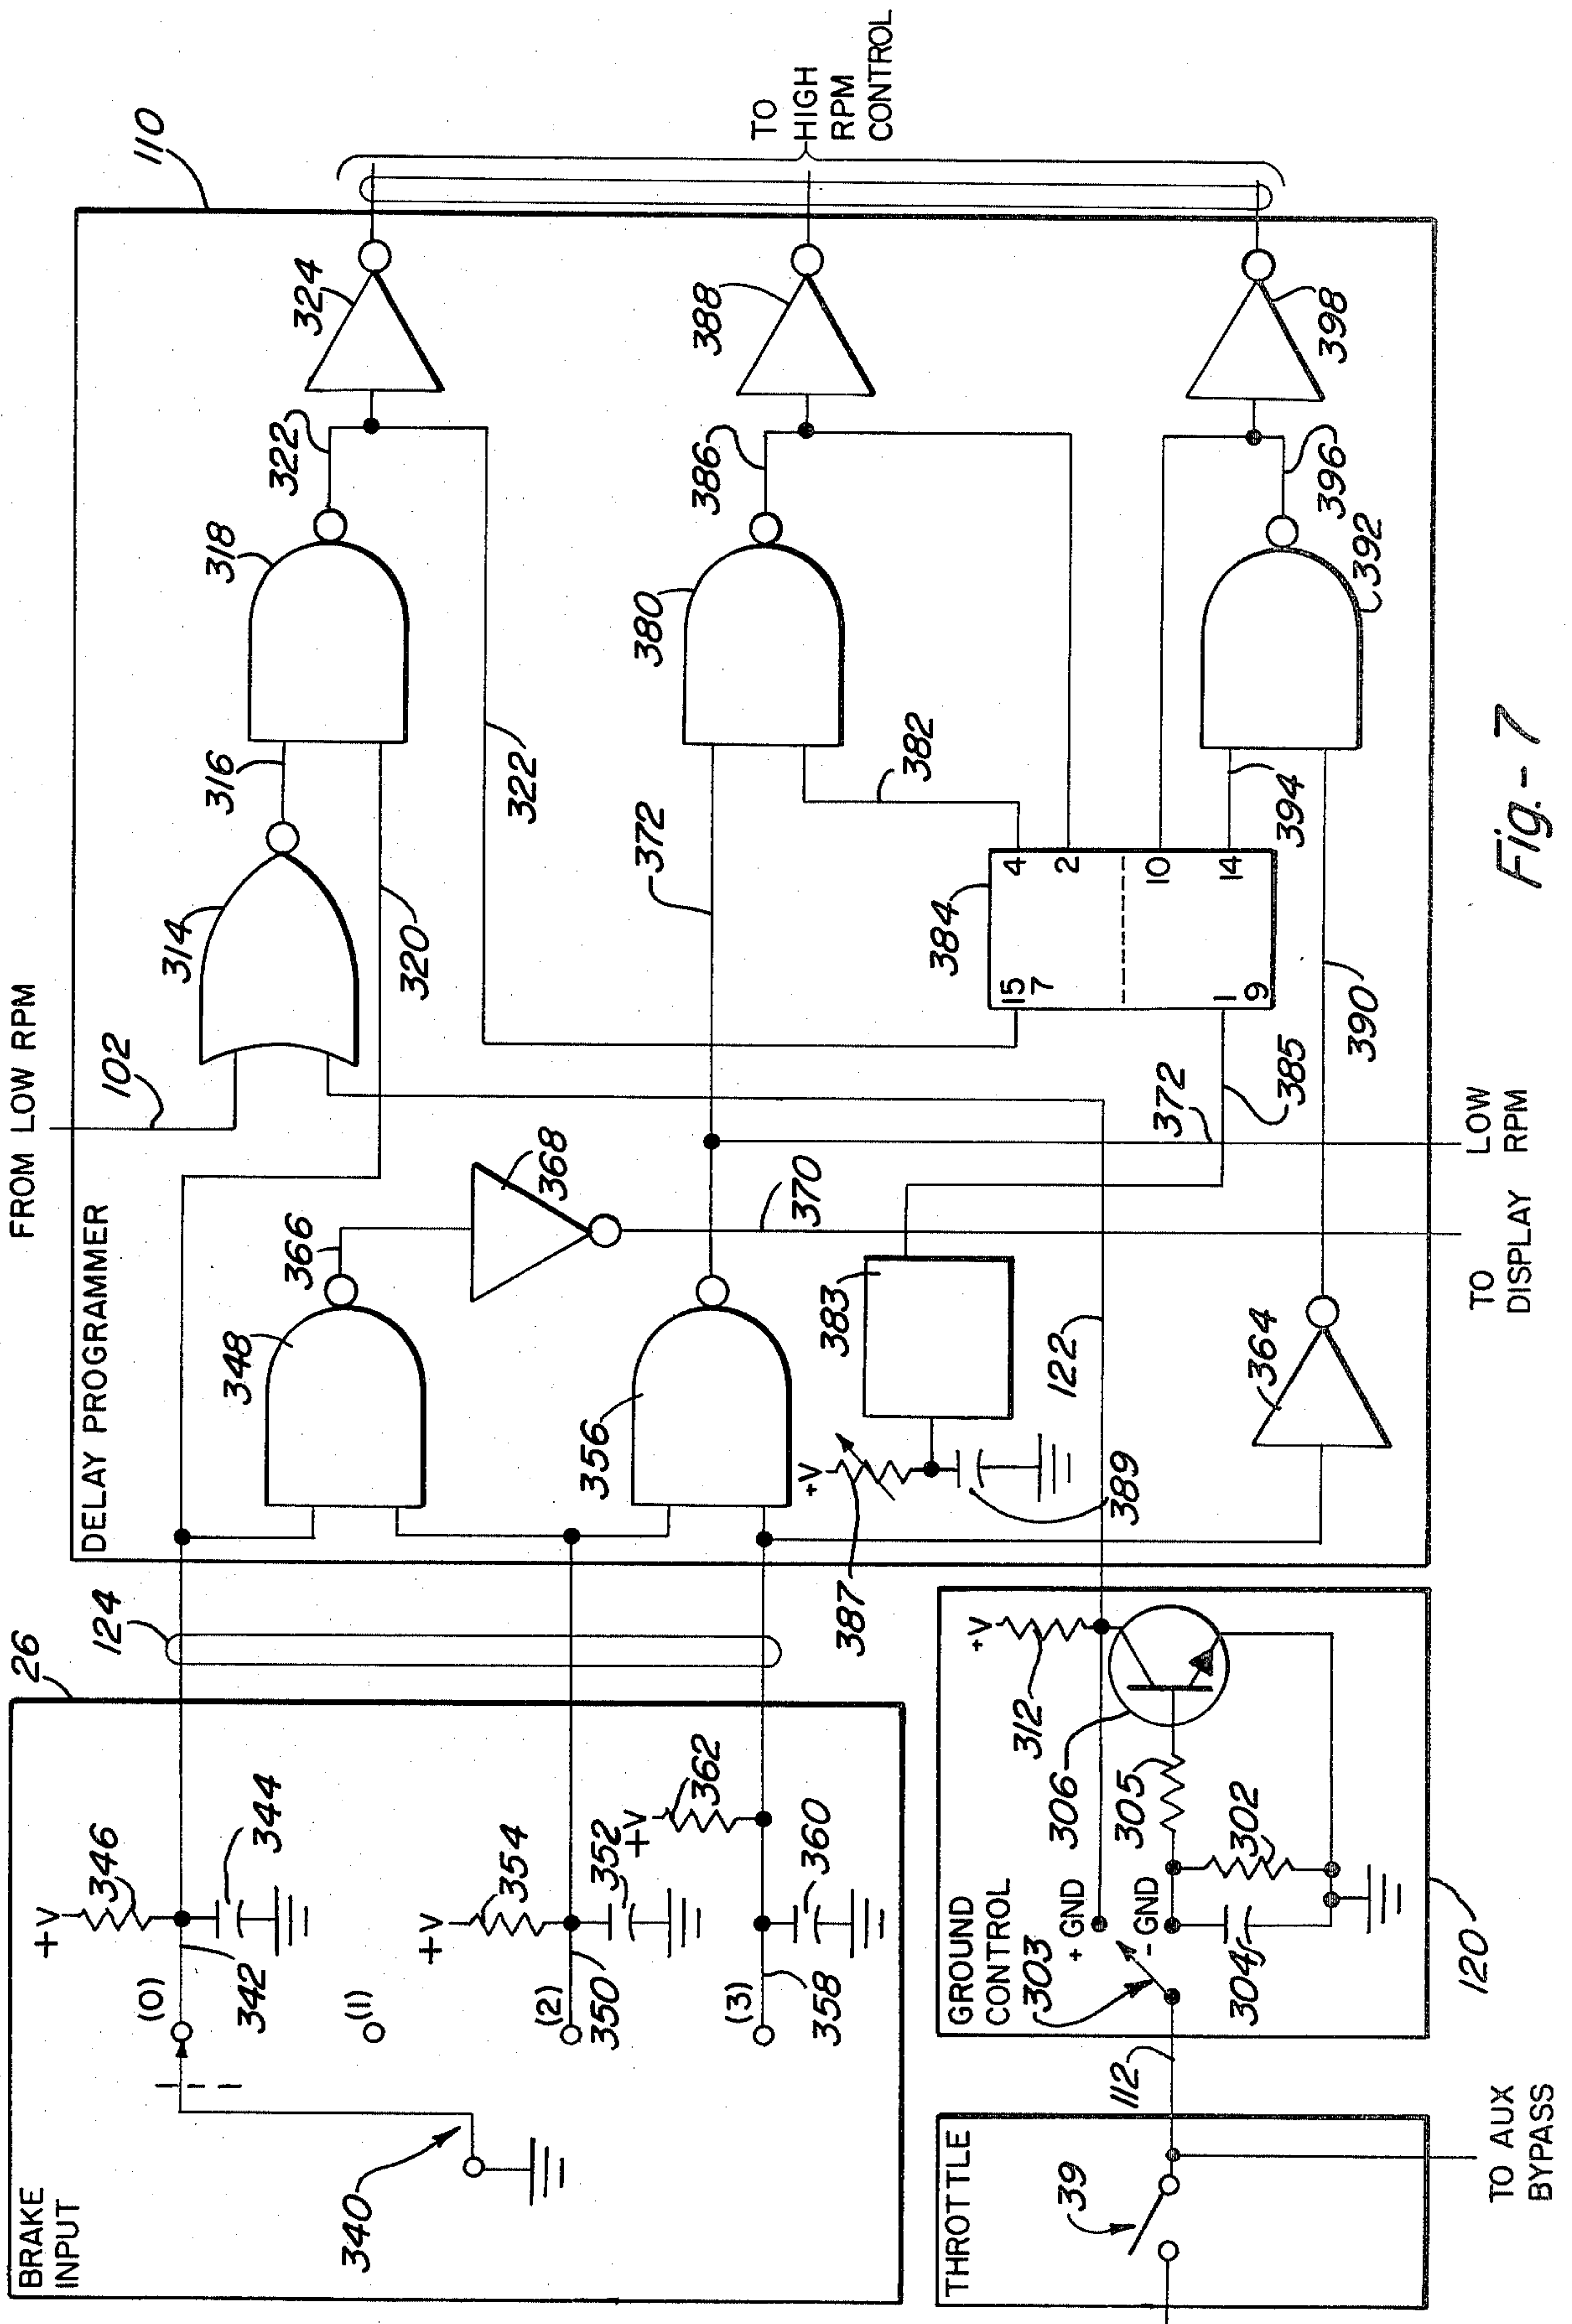 FROM LOW RPM
102
110
DELAY PROGRAMMER
314
316
318
320
322
324
TO
HIGH
RPM
CONTROL
348
366
368
370
356
372
380
382
386
388
322
383
384
15
7
1
9
4
2
10
14
385
387
+V
389
122
372
364
390
394
392
396
398
TO
DISPLAY
LOW
RPM
BRAKE
INPUT
26
124
340
(0)
342
+V
346
344
(1)
(2)
350
+V
354
352
(3)
358
+V
362
360
GROUND
CONTROL
120
303
+ GND
- GND
304
302
305
306
312
+V
THROTTLE
39
112
TO AUX
BYPASS
Fig.-7